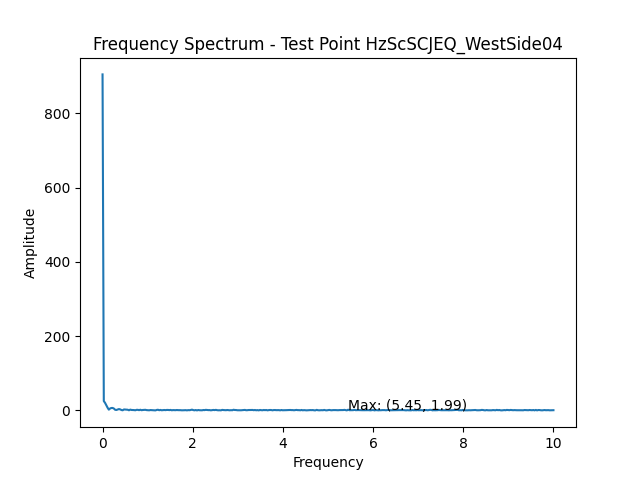 Frequency Spectrum - Test Point HzScSCJEQ_WestSide04
Amplitude
800
600
400
200
0
Max: (5.45, 1.99)
0 2 4 6 8 10
Frequency